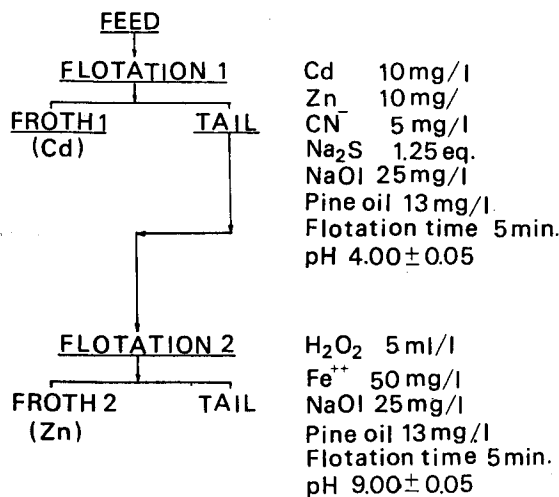 FEED
FLOTATION 1
FROTH 1 TAIL
(Cd)
Cd 10 mg/l
Zn 10 mg/
CN⁻ 5 mg/l
Na₂S 1.25 eq.
NaOl 25 mg/l
Pine oil 13 mg/l
Flotation time 5 min.
pH 4.00 ± 0.05
FLOTATION 2
FROTH 2 TAIL
(Zn)
H₂O₂ 5 ml/l
Fe⁺⁺ 50 mg/l
NaOl 25 mg/l
Pine oil 13 mg/l
Flotation time 5 min.
pH 9.00 ± 0.05